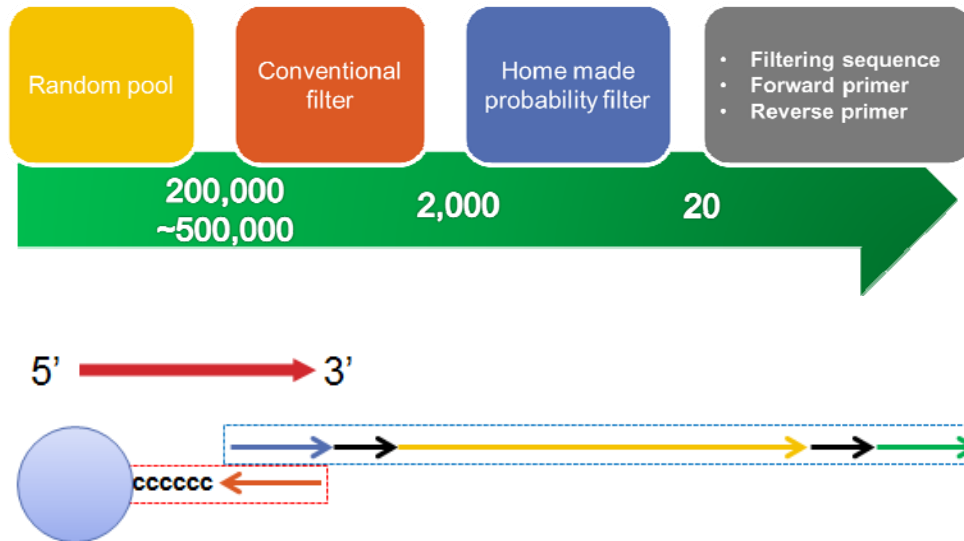 Random pool
Conventional
filter
Home made
probability filter
• Filtering sequence
• Forward primer
• Reverse primer
200,000
~500,000
2,000
20
5’
3’
cccccc